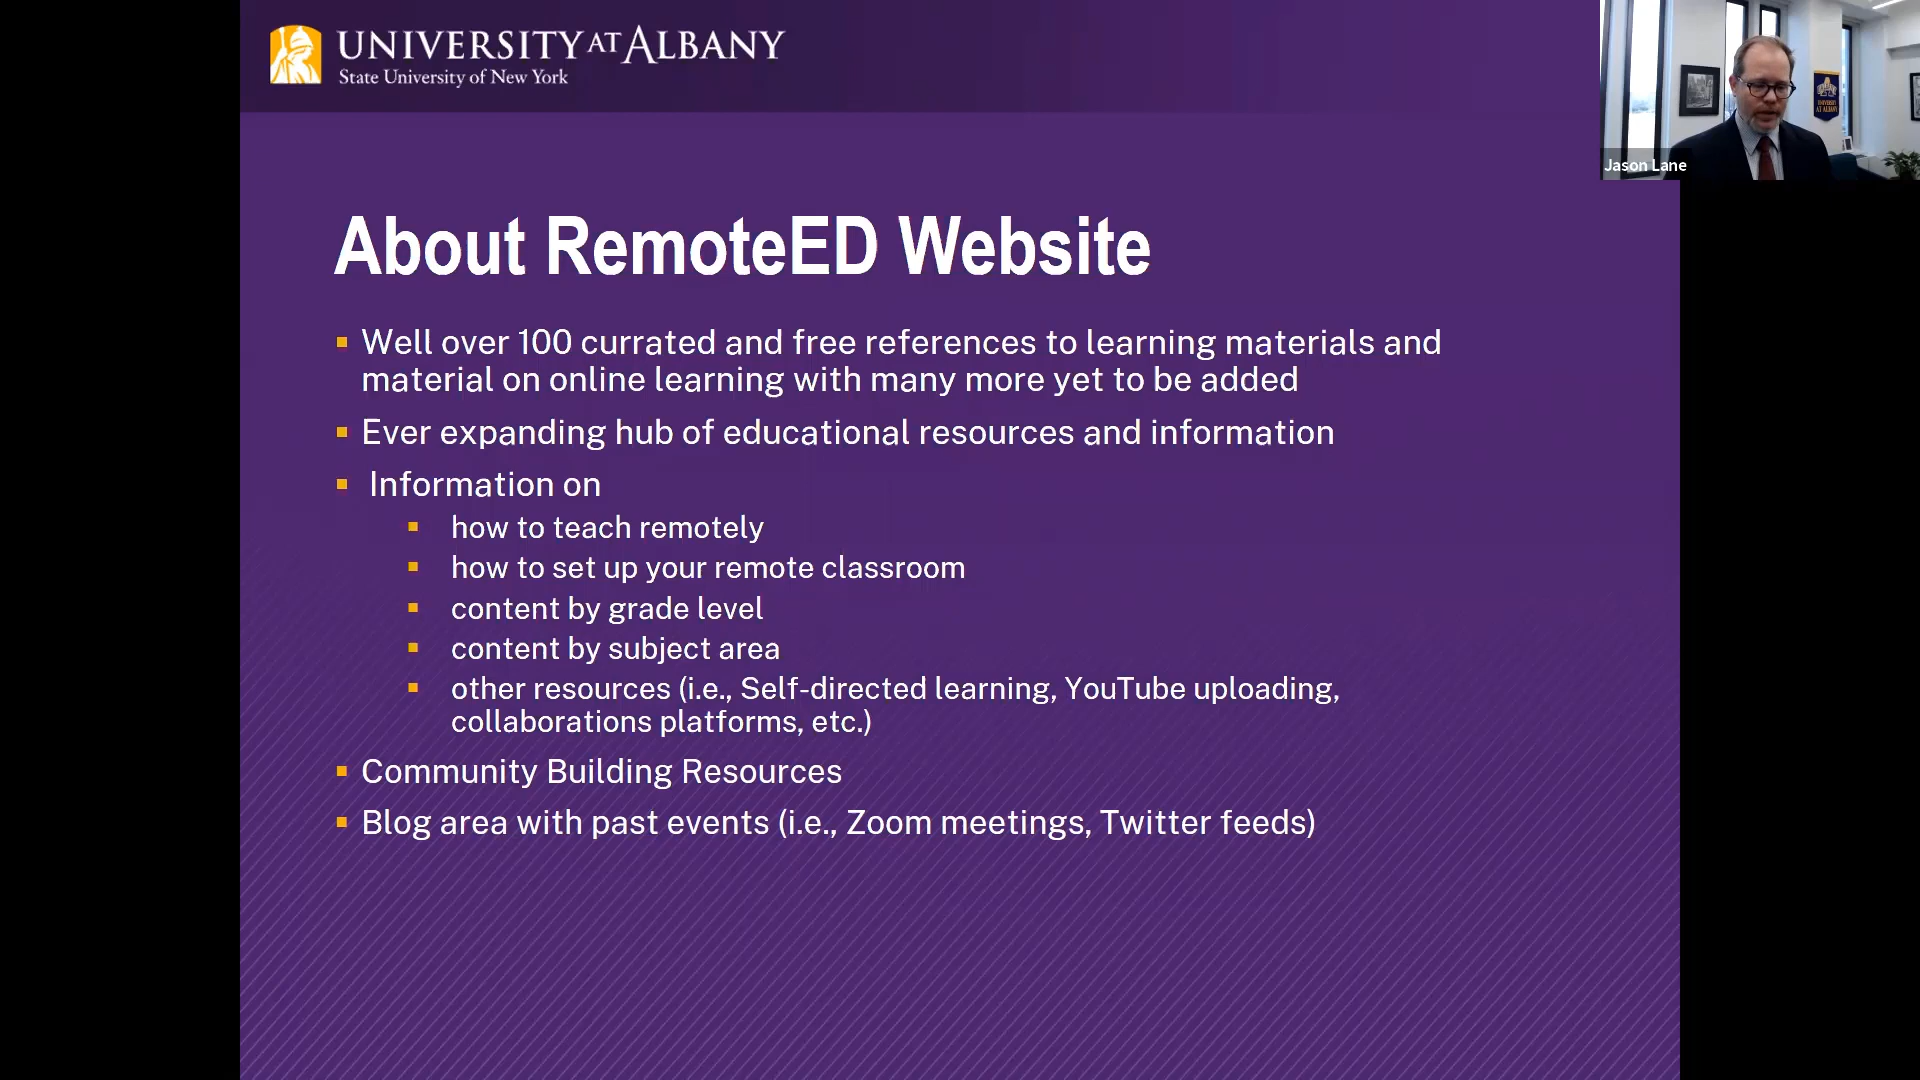 UNIVERSITY AT ALBANY
State University of New York
Jason Lane
UNIVERSITY
AT ALBANY
About RemoteED Website
Well over 100 currated and free references to learning materials and
material on online learning with many more yet to be added
Ever expanding hub of educational resources and information
Information on
how to teach remotely
how to set up your remote classroom
content by grade level
content by subject area
other resources (i.e., Self-directed learning, YouTube uploading,
collaborations platforms, etc.)
Community Building Resources
Blog area with past events (i.e., Zoom meetings, Twitter feeds)